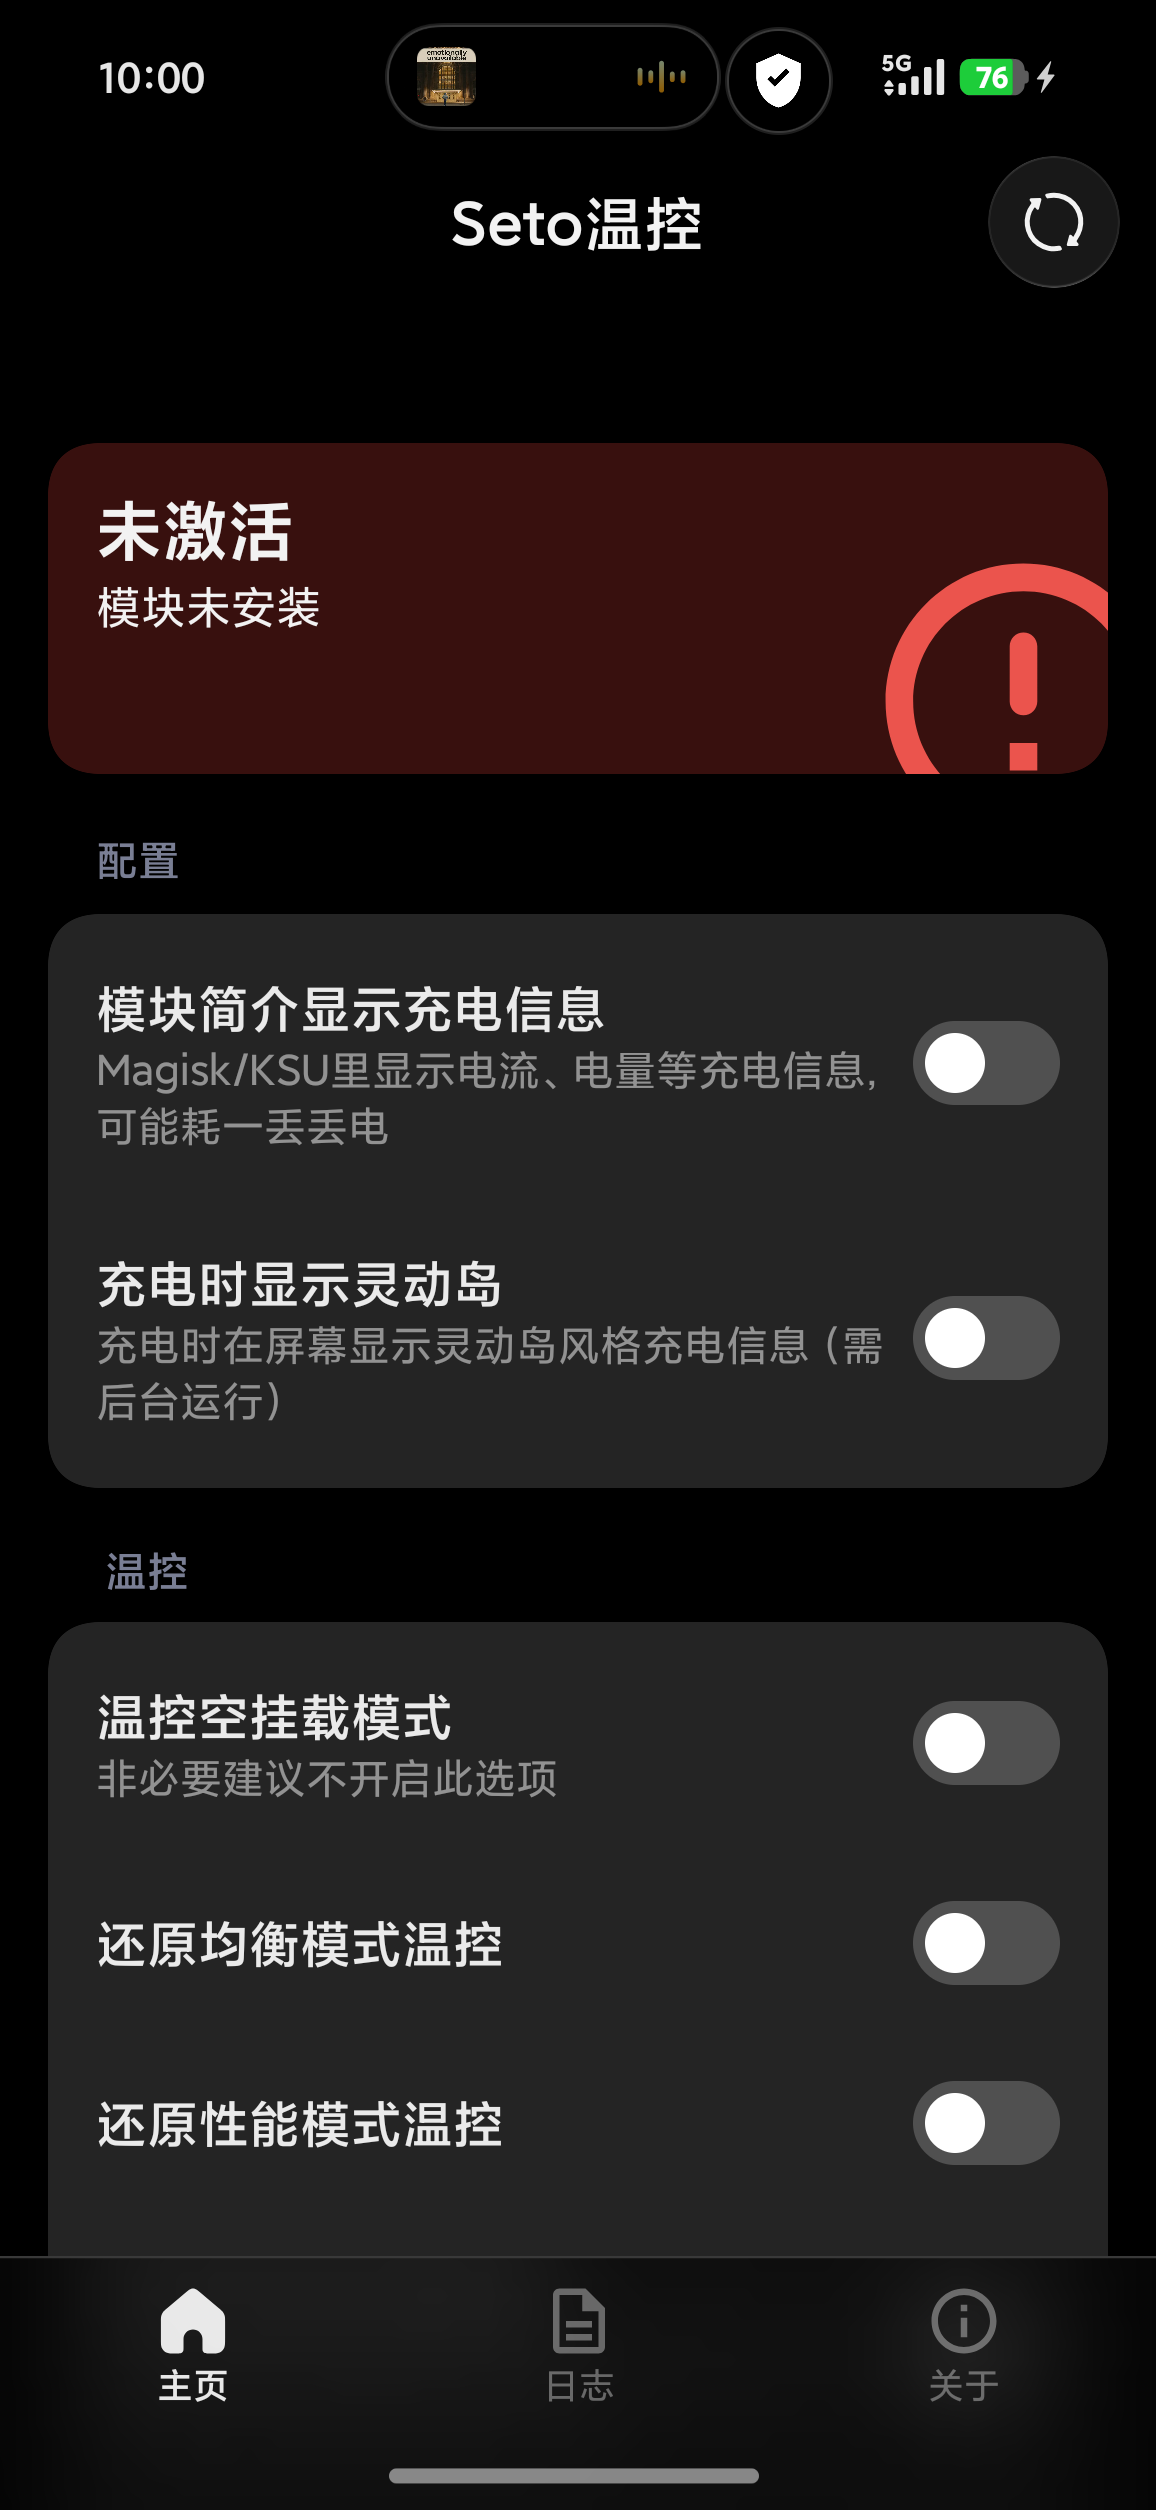 10:00
emotionally
unavailable
5G
76
Seto温控
未激活
模块未安装
配置
模块简介显示充电信息
Magisk/KSU里显示电流、电量等充电信息,
可能耗一丢丢电
充电时显示灵动岛
充电时在屏幕显示灵动岛风格充电信息（需
后台运行）
温控
温控空挂载模式
非必要建议不开启此选项
还原均衡模式温控
还原性能模式温控
主页
日志
关于